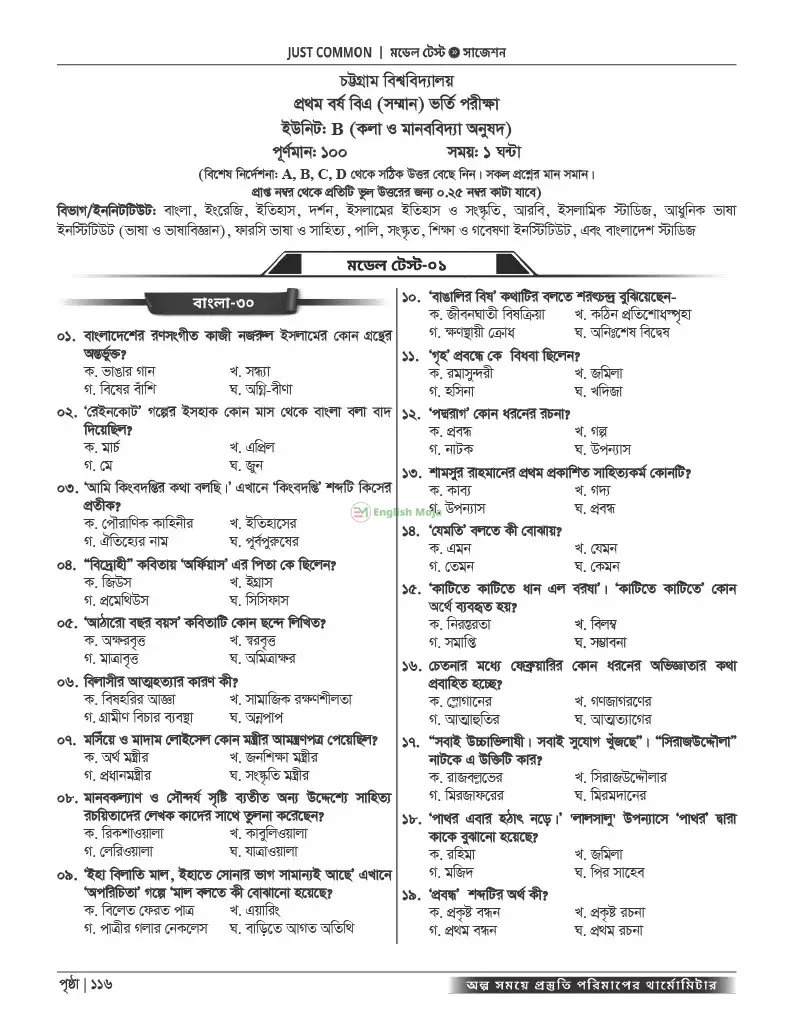 JUST COMMON | মডেল টেস্ট » সাজেশন
চট্টগ্রাম বিশ্ববিদ্যালয়
প্রথম বর্ষ বিএ (সম্মান) ভর্তি পরীক্ষা
ইউনিট: B (কলা ও মানববিদ্যা অনুষদ)
পূর্ণমান: ১০০ সময়: ১ ঘন্টা
(বিশেষ নির্দেশনা: A, B, C, D থেকে সঠিক উত্তর বেছে নিন। সকল প্রশ্নের মান সমান।
প্রাপ্ত নম্বর থেকে প্রতিটি ভুল উত্তরের জন্য ০.২৫ নম্বর কাটা যাবে)
বিভাগ/ইনন্টিটিউট: বাংলা, ইংরেজি, ইতিহাস, দর্শন, ইসলামের ইতিহাস ও সংস্কৃতি, আরবি, ইসলামিক স্টাডিজ, আধুনিক ভাষা
ইনস্টিটিউট (ভাষা ও ভাষাবিজ্ঞান), ফারসি ভাষা ও সাহিত্য, পালি, সংস্কৃত, শিক্ষা ও গবেষণা ইনস্টিটিউট, এবং বাংলাদেশ স্টাডিজ
মডেল টেস্ট-০১
বাংলা-৩০
০১. বাংলাদেশের রণসংগীত কাজী নজরুল ইসলামের কোন গ্রন্থের
অন্তর্ভুক্ত?
ক. ভাঙার গান খ. সন্ধ্যা
গ. বিষের বাঁশি ঘ. অগ্নি-বীণা
০২. ‘রেইনকোট’ গল্পের ইসহাক কোন মাস থেকে বাংলা বলা বাদ
দিয়েছিল?
ক. মার্চ খ. এপ্রিল
গ. মে ঘ. জুন
০৩. ‘আমি কিংবদন্তির কথা বলছি।’ এখানে ‘কিংবদন্তি’ শব্দটি কিসের
প্রতীক?
ক. পৌরাণিক কাহিনীর খ. ইতিহাসের
গ. ঐতিহ্যের নাম ঘ. পূর্বপুরুষের
০৪. “বিদ্রোহী” কবিতায় ‘অর্ফিয়াস’ এর পিতা কে ছিলেন?
ক. জিউস খ. ইগ্রাস
গ. প্রমেথিউস ঘ. সিসিফাস
০৫. ‘আঠারো বছর বয়স’ কবিতাটি কোন ছন্দে লিখিত?
ক. অক্ষরবৃত্ত খ. স্বরবৃত্ত
গ. মাত্রাবৃত্ত ঘ. অমিত্রাক্ষর
০৬. বিলাসীর আত্মহত্যার কারণ কী?
ক. বিষহরির আজ্ঞা খ. সামাজিক রক্ষণশীলতা
গ. গ্রামীণ বিচার ব্যবস্থা ঘ. অন্নপাপ
০৭. মসিঁয়ে ও মাদাম লোইসেল কোন মন্ত্রীর আমন্ত্রণপত্র পেয়েছিল?
ক. অর্থ মন্ত্রীর খ. জনশিক্ষা মন্ত্রীর
গ. প্রধানমন্ত্রীর ঘ. সংস্কৃতি মন্ত্রীর
০৮. মানবকল্যাণ ও সৌন্দর্য সৃষ্টি ব্যতীত অন্য উদ্দেশ্যে সাহিত্য
রচয়িতাদের লেখক কাদের সাথে তুলনা করেছেন?
ক. রিকশাওয়ালা খ. কাবুলিওয়ালা
গ. লেরিওয়ালা ঘ. যাত্রাওয়ালা
০৯. ‘ইহা বিলাতি মাল, ইহাতে সোনার ভাগ সামান্যই আছে’ এখানে
‘অপরিচিতা’ গল্পে ‘মাল বলতে কী বোঝানো হয়েছে?
ক. বিলেত ফেরত পাত্র খ. এয়ারিং
গ. পাত্রীর গলার নেকলেস ঘ. বাড়িতে আগত অতিথি
১০. ‘বাঙালির বিষ’ কথাটির বলতে শরৎচন্দ্র বুঝিয়েছেন-
ক. জীবনঘাতী বিষক্রিয়া খ. কঠিন প্রতিশোধস্পৃহা
গ. ক্ষণস্থায়ী ক্রোধ ঘ. অনিঃশেষ বিদ্বেষ
১১. ‘গৃহ’ প্রবন্ধে কে বিধবা ছিলেন?
ক. রমাসুন্দরী খ. জমিলা
গ. হসিনা ঘ. খদিজা
১২. ‘পদ্মরাগ’ কোন ধরনের রচনা?
ক. প্রবন্ধ খ. গল্প
গ. নাটক ঘ. উপন্যাস
১৩. শামসুর রাহমানের প্রথম প্রকাশিত সাহিত্যকর্ম কোনটি?
ক. কাব্য খ. গদ্য
গ. উপন্যাস ঘ. প্রবন্ধ
English Moja
১৪. ‘যেমতি’ বলতে কী বোঝায়?
ক. এমন খ. যেমন
গ. তেমন ঘ. কেমন
১৫. ‘কাটিতে কাটিতে ধান এল বরষা’। ‘কাটিতে কাটিতে’ কোন
অর্থে ব্যবহৃত হয়?
ক. নিরন্তরতা খ. বিলম্ব
গ. সমাপ্তি ঘ. সম্ভাবনা
১৬. চেতনার মধ্যে ফেব্রুয়ারির কোন ধরনের অভিজ্ঞাতার কথা
প্রবাহিত হচ্ছে?
ক. স্লোগানের খ. গণজাগরণের
গ. আত্মাহুতির ঘ. আত্মত্যাগের
১৭. “সবাই উচ্চাভিলাষী। সবাই সুযোগ খুঁজছে”। “সিরাজউদ্দৌলা”
নাটকে এ উক্তিটি কার?
ক. রাজবল্লভের খ. সিরাজউদ্দৌলার
গ. মিরজাফরের ঘ. মিরমদানের
১৮. ‘পাথর এবার হঠাৎ নড়ে।’ ‘লালসালু’ উপন্যাসে ‘পাথর’ দ্বারা
কাকে বুঝানো হয়েছে?
ক. রহিমা খ. জমিলা
গ. মজিদ ঘ. পির সাহেব
১৯. ‘প্রবন্ধ’ শব্দটির অর্থ কী?
ক. প্রকৃষ্ট বন্ধন খ. প্রকৃষ্ট রচনা
গ. প্রথম বন্ধন ঘ. প্রথম রচনা
পৃষ্ঠা | ১১৬
অল্প সময়ে প্রস্তুতি পরিমাপের থার্মোমিটার